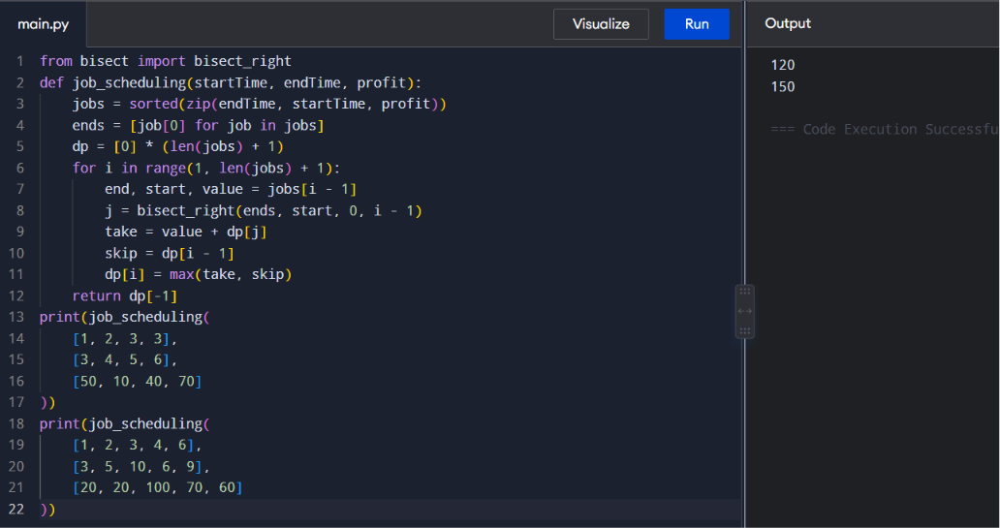 main.py Visualize Run Output
1 from bisect import bisect_right
2 def job_scheduling(startTime, endTime, profit):
3     jobs = sorted(zip(endTime, startTime, profit))
4     ends = [job[0] for job in jobs]
5     dp = [0] * (len(jobs) + 1)
6     for i in range(1, len(jobs) + 1):
7         end, start, value = jobs[i - 1]
8         j = bisect_right(ends, start, 0, i - 1)
9         take = value + dp[j]
10         skip = dp[i - 1]
11         dp[i] = max(take, skip)
12     return dp[-1]
13 print(job_scheduling(
14     [1, 2, 3, 3],
15     [3, 4, 5, 6],
16     [50, 10, 40, 70]
17 ))
18 print(job_scheduling(
19     [1, 2, 3, 4, 6],
20     [3, 5, 10, 6, 9],
21     [20, 20, 100, 70, 60]
22 ))
120
150
=== Code Execution Successfu